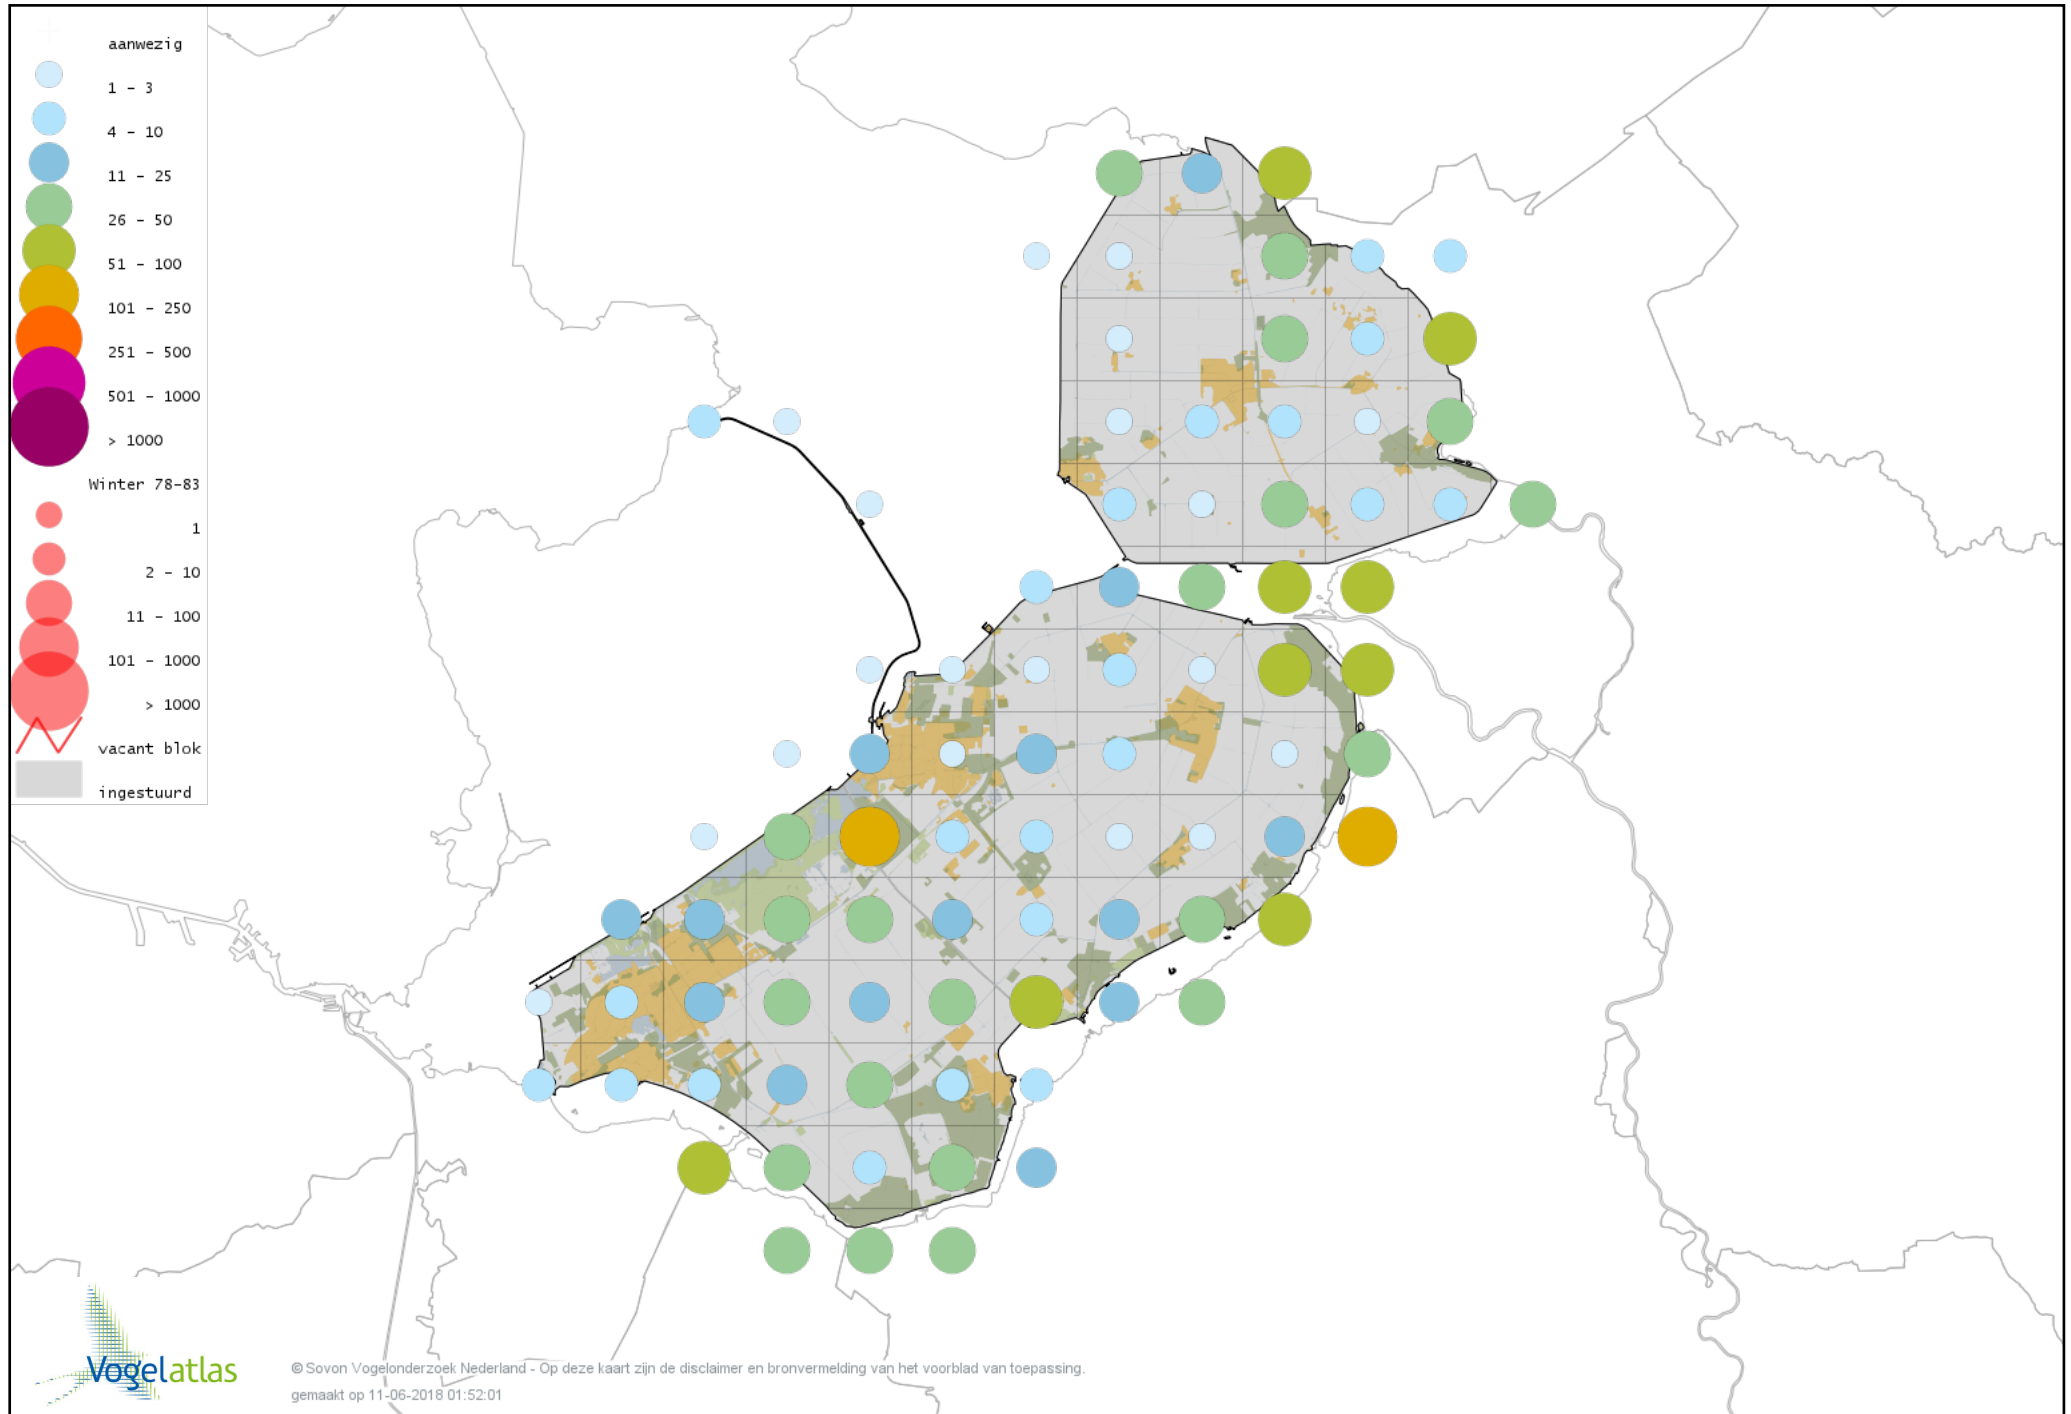 aanwezig
1 - 3
4 - 10
11 - 25
26 - 50
51 - 100
101 - 250
251 - 500
501 - 1000
> 1000
Winter 78-83
1
2 - 10
11 - 100
101 - 1000
> 1000
vacant blok
ingestuurd
Vogelatlas
© Sovon Vogelonderzoek Nederland - Op deze kaart zijn de disclaimer en bronvermelding van het voorblad van toepassing.
gemaakt op 11-06-2018 01:52:01